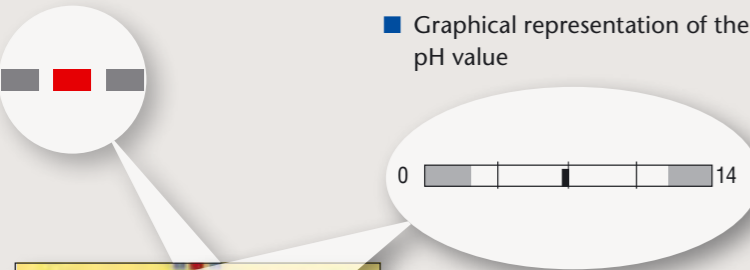 Graphical representation of the
pH value
0 14